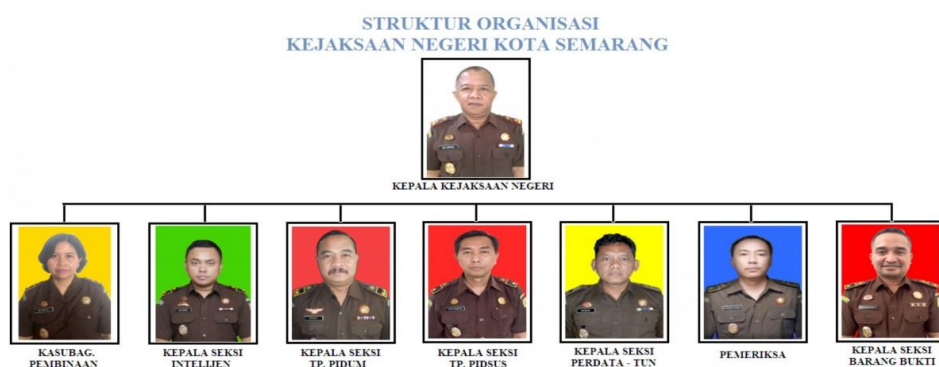 STRUKTUR ORGANISASI
KEJAKSAAN NEGERI KOTA SEMARANG
KEPALA KEJAKSAAN NEGERI
KASUBAG.
PEMBINAAN
KEPALA SEKSI
INTELIJEN
KEPALA SEKSI
TP. PIDUM
KEPALA SEKSI
TP. PIDSUS
KEPALA SEKSI
PERDATA - TUN
PEMERIKSA
KEPALA SEKSI
BARANG BUKTI